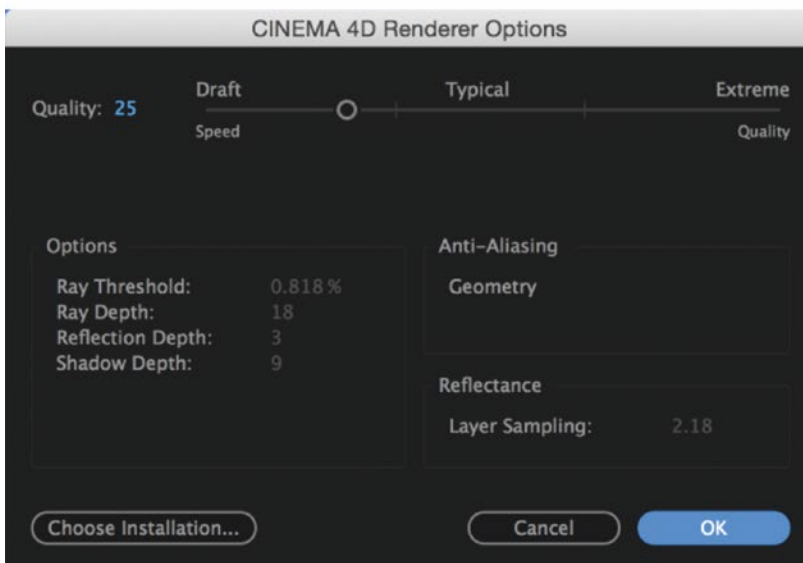 CINEMA 4D Renderer Options
Draft Typical Extreme
Quality: 25
Speed Quality
Options
Ray Threshold: 0.818%
Ray Depth: 18
Reflection Depth: 3
Shadow Depth: 9
Anti-Aliasing
Geometry
Reflectance
Layer Sampling: 2.18
Choose Installation... Cancel OK